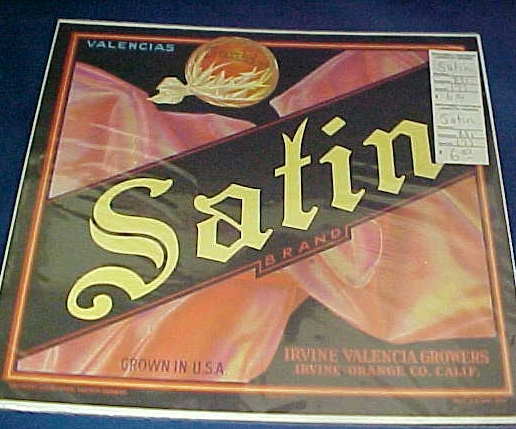 VALENCIAS
Satin
BRAND
GROWN IN U.S.A.
IRVINE VALENCIA GROWERS
IRVINE-ORANGE CO. CALIF.
Satin
Satin